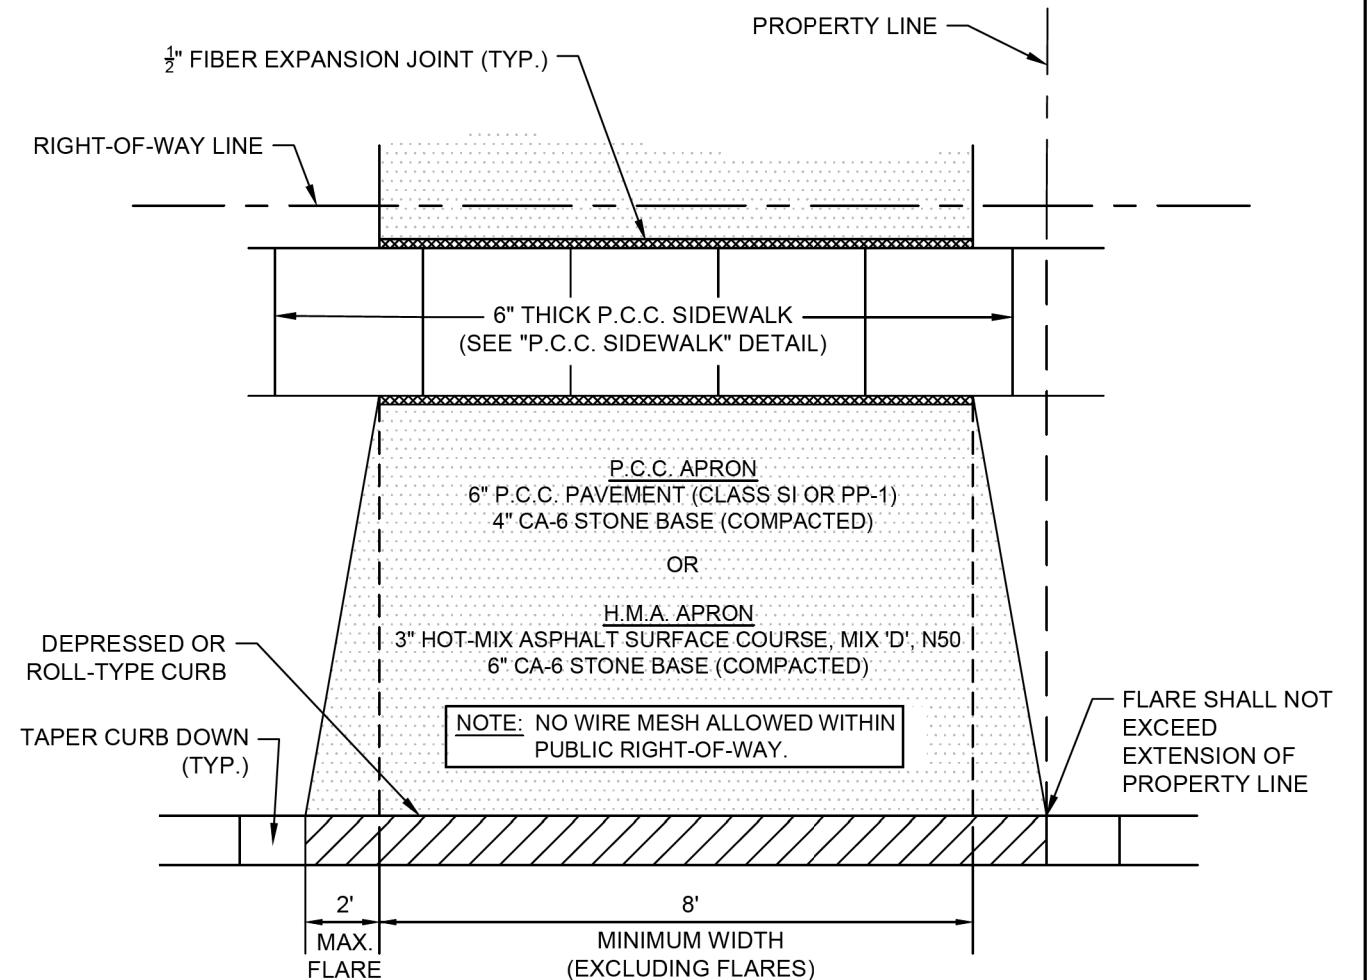 PROPERTY LINE
½" FIBER EXPANSION JOINT (TYP.)
RIGHT-OF-WAY LINE
6" THICK P.C.C. SIDEWALK
(SEE "P.C.C. SIDEWALK" DETAIL)
P.C.C. APRON
6" P.C.C. PAVEMENT (CLASS SI OR PP-1)
4" CA-6 STONE BASE (COMPACTED)
OR
H.M.A. APRON
3" HOT-MIX ASPHALT SURFACE COURSE, MIX 'D', N50
6" CA-6 STONE BASE (COMPACTED)
NOTE: NO WIRE MESH ALLOWED WITHIN
PUBLIC RIGHT-OF-WAY.
DEPRESSED OR
ROLL-TYPE CURB
TAPER CURB DOWN
(TYP.)
FLARE SHALL NOT
EXCEED
EXTENSION OF
PROPERTY LINE
2'
MAX.
FLARE
8'
MINIMUM WIDTH
(EXCLUDING FLARES)